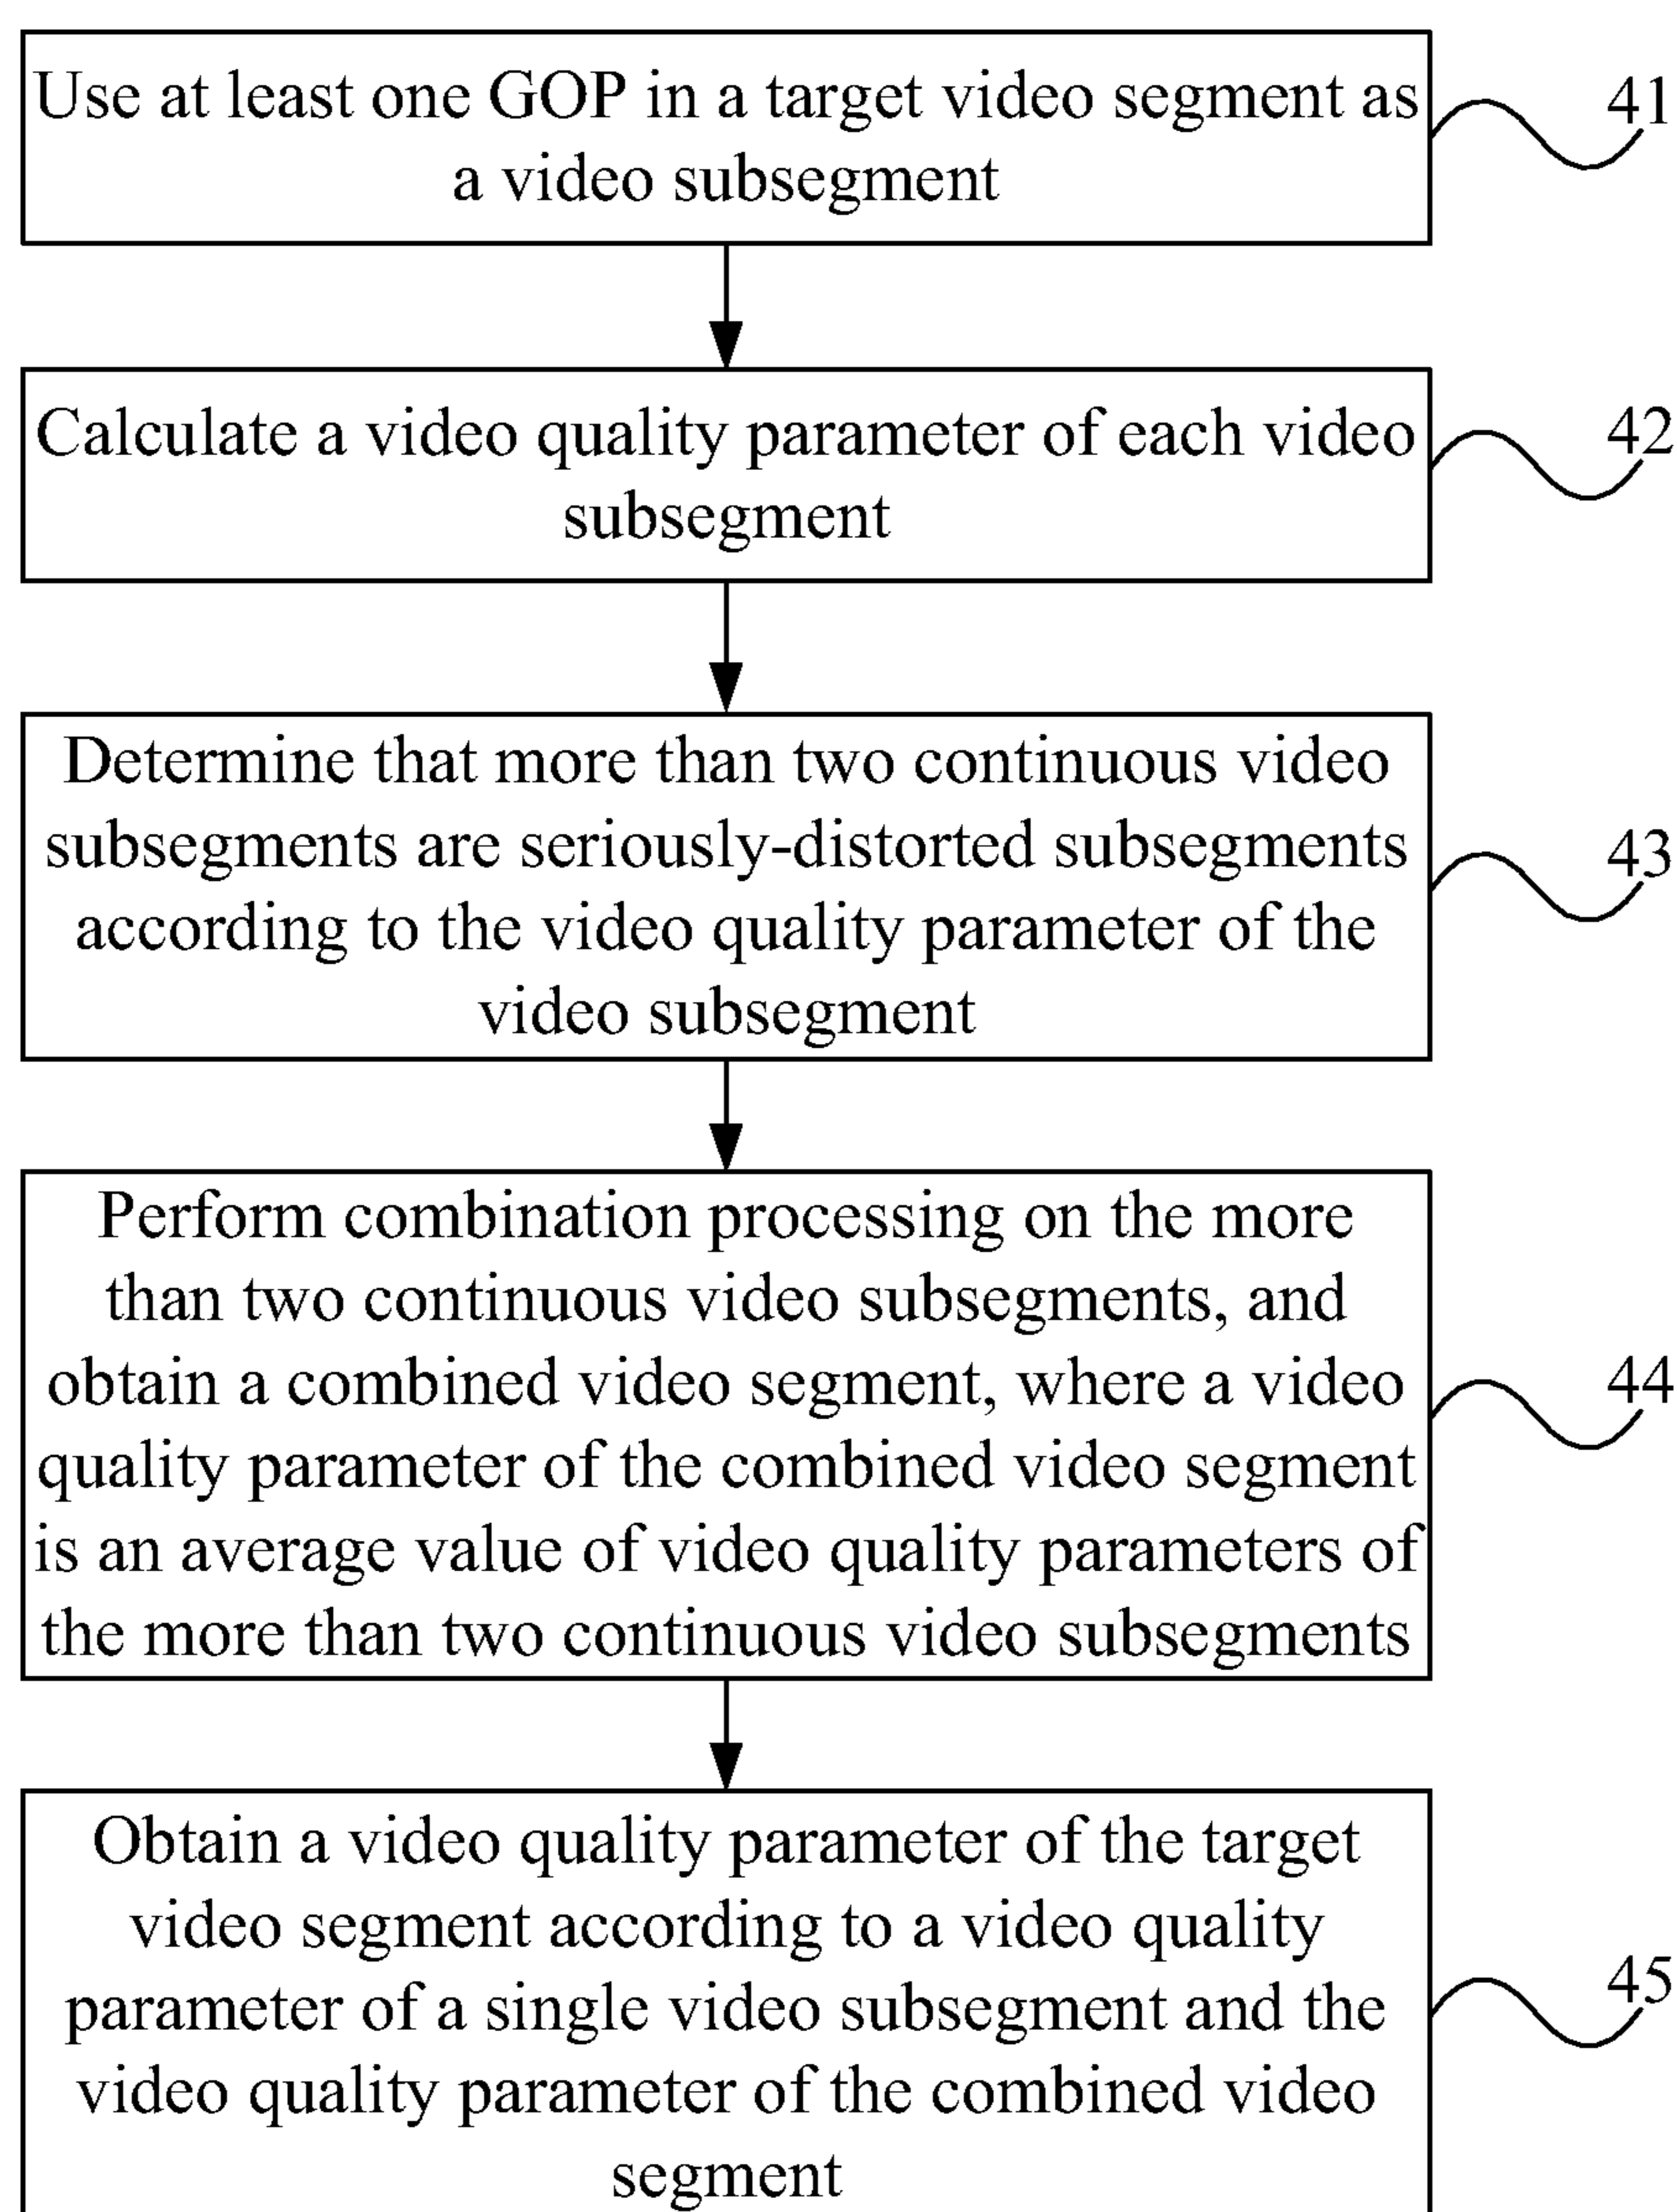 Use at least one GOP in a target video segment as
a video subsegment
41
Calculate a video quality parameter of each video
subsegment
42
Determine that more than two continuous video
subsegments are seriously-distorted subsegments
according to the video quality parameter of the
video subsegment
43
Perform combination processing on the more
than two continuous video subsegments, and
obtain a combined video segment, where a video
quality parameter of the combined video segment
is an average value of video quality parameters of
the more than two continuous video subsegments
44
Obtain a video quality parameter of the target
video segment according to a video quality
parameter of a single video subsegment and the
video quality parameter of the combined video
segment
45